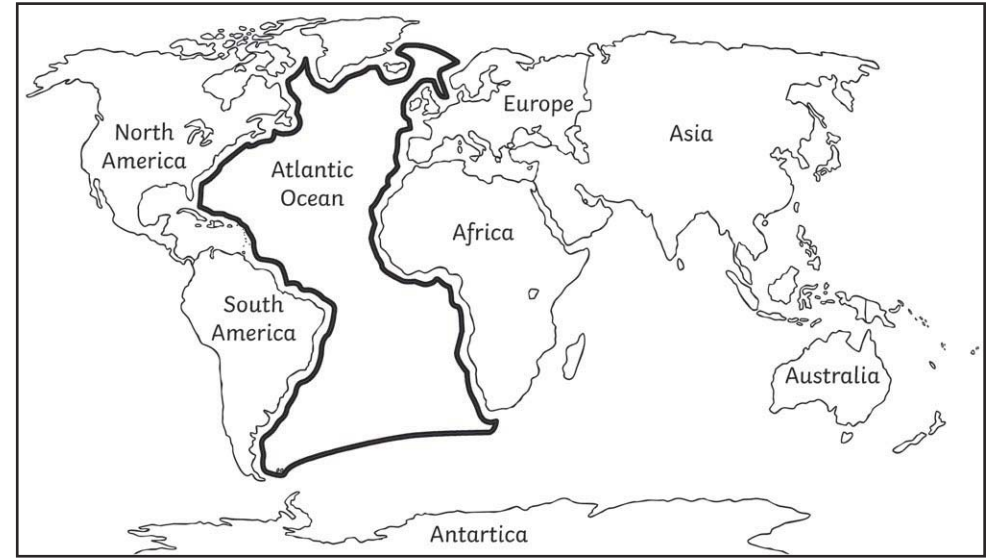 North
America
Atlantic
Ocean
Europe
Asia
Africa
South
America
Australia
Antartica